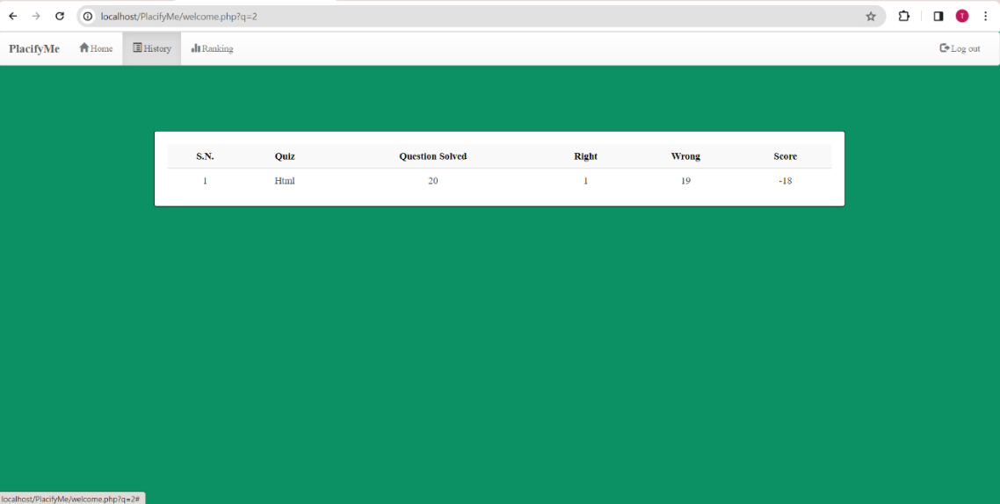 localhost/PlacifyMe/welcome.php?q=2
T
PlacifyMe Home History Ranking Log out
S.N. Quiz Question Solved Right Wrong Score
1 Html 20 1 19 -18
localhost/PlacifyMe/welcome.php?q=2#